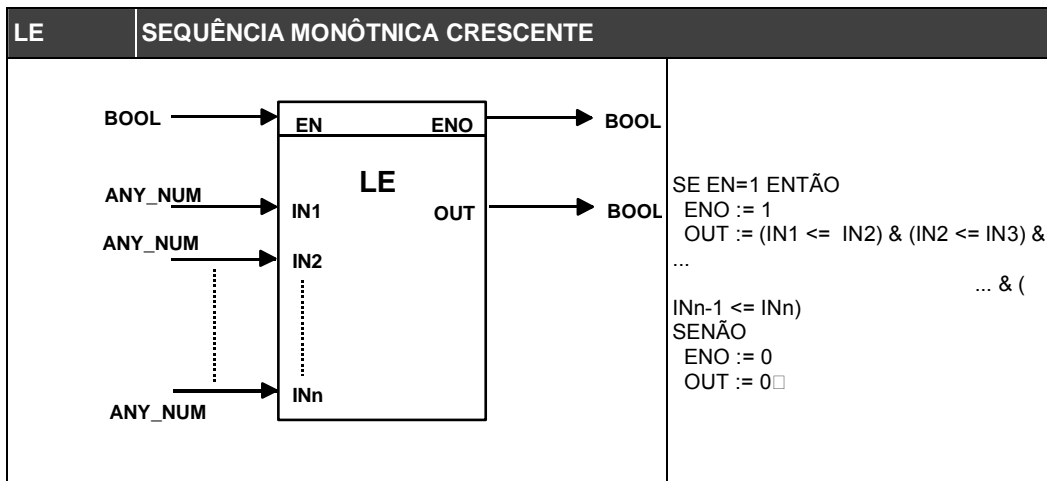 LE SEQUÊNCIA MONÔTNICA CRESCENTE
BOOL EN ENO BOOL
LE
ANY_NUM IN1 OUT BOOL
ANY_NUM IN2
INn
ANY_NUM
SE EN=1 ENTÃO
ENO := 1
OUT := (IN1 <= IN2) & (IN2 <= IN3) &
...
... & (
INn-1 <= INn)
SENÃO
ENO := 0
OUT := 0□